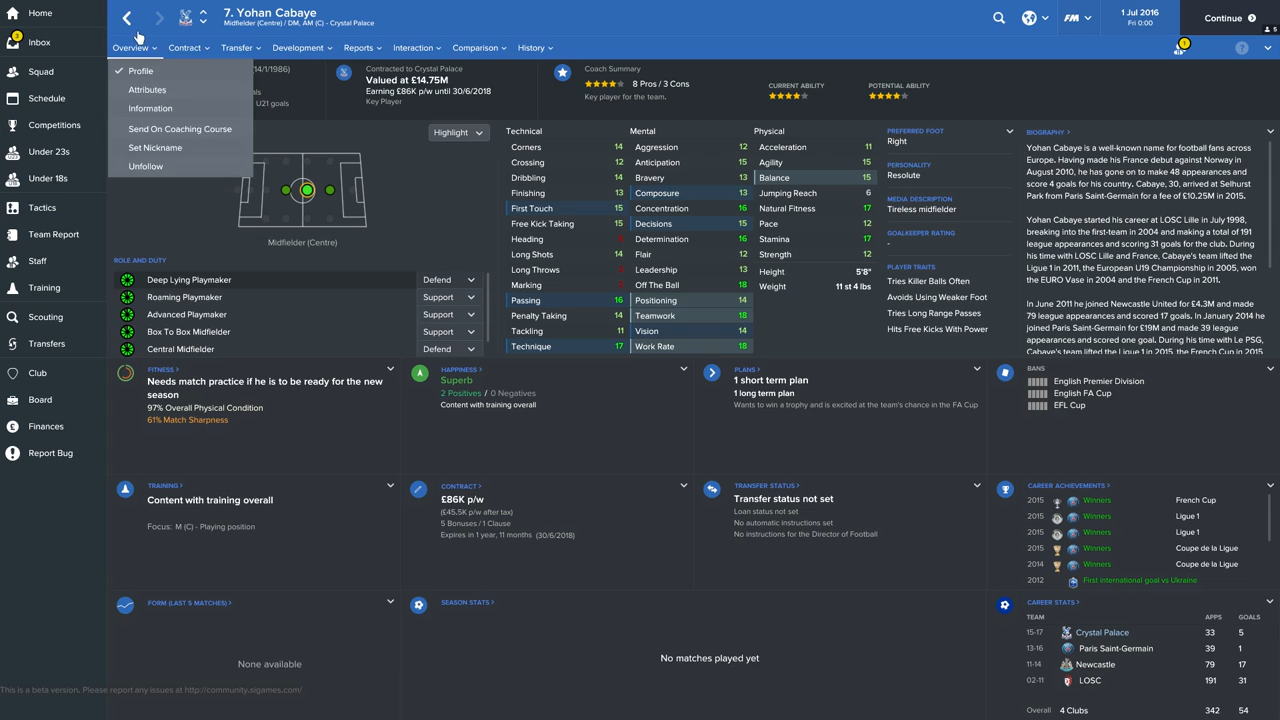 Home
3
Inbox
Squad
Schedule
Competitions
Under 23s
Under 18s
Tactics
Team Report
Staff
Training
Scouting
Transfers
Club
Board
Finances
Report Bug
7. Yohan Cabaye
Midfielder (Centre) / DM, AM (C) - Crystal Palace
FM
1 Jul 2016
Fri 0:00
Continue
5
Overview
Contract
Transfer
Development
Reports
Interaction
Comparison
History
1
?
Profile
Attributes
Information
Send On Coaching Course
Set Nickname
Unfollow
14/1/1986)
U21 goals
Contracted to Crystal Palace
Valued at £14.75M
Earning £86K p/w until 30/6/2018
Key Player
Coach Summary
8 Pros / 3 Cons
Key player for the team.
CURRENT ABILITY
POTENTIAL ABILITY
Highlight
Midfielder (Centre)
ROLE AND DUTY
Deep Lying Playmaker Defend
Roaming Playmaker Support
Advanced Playmaker Support
Box To Box Midfielder Support
Central Midfielder Defend
Technical
Corners 14
Crossing 12
Dribbling 14
Finishing 13
First Touch 15
Free Kick Taking 15
Heading
Long Shots 14
Long Throws
Marking
Passing 16
Penalty Taking 14
Tackling 11
Technique 17
Mental
Aggression 12
Anticipation 15
Bravery 13
Composure 13
Concentration 16
Decisions 15
Determination 16
Flair 12
Leadership 13
Off The Ball 18
Positioning 14
Teamwork 18
Vision 14
Work Rate 18
Physical
Acceleration 11
Agility 15
Balance 15
Jumping Reach 6
Natural Fitness 17
Pace 12
Stamina 17
Strength 12
Height 5'8"
Weight 11 st 4 lbs
PREFERRED FOOT
Right
PERSONALITY
Resolute
MEDIA DESCRIPTION
Tireless midfielder
GOALKEEPER RATING
-
PLAYER TRAITS
Tries Killer Balls Often
Avoids Using Weaker Foot
Tries Long Range Passes
Hits Free Kicks With Power
BIOGRAPHY >
Yohan Cabaye is a well-known name for football fans across
Europe. Having made his France debut against Norway in
August 2010, he has gone on to make 48 appearances and
score 4 goals for his country. Cabaye, 30, arrived at Selhurst
Park from Paris Saint-Germain for a fee of £10.25M in 2015.
Yohan Cabaye started his career at LOSC Lille in July 1998,
breaking into the first-team in 2004 and making a total of 191
league appearances and scoring 31 goals for the club. During
his time with LOSC Lille and France, Cabaye's team lifted the
Ligue 1 in 2011, the European U19 Championship in 2005, won
the EURO Vase in 2004 and the French Cup in 2011.
In June 2011 he joined Newcastle United for £4.3M and made
79 league appearances and scored 17 goals. In January 2014 he
joined Paris Saint-Germain for £19M and made 39 league
appearances and scored one goal. During his time with Le PSG,
Cabaye's team lifted the Ligue 1 in 2015, the French Cup in 2015
FITNESS >
Needs match practice if he is to be ready for the new
season
97% Overall Physical Condition
61% Match Sharpness
HAPPINESS >
Superb
2 Positives / 0 Negatives
Content with training overall
PLANS >
1 short term plan
1 long term plan
Wants to win a trophy and is excited at the team's chance in the FA Cup
BANS
English Premier Division
English FA Cup
EFL Cup
TRAINING >
Content with training overall
Focus: M (C) - Playing position
CONTRACT >
£86K p/w
(£45.5K p/w after tax)
5 Bonuses / 1 Clause
Expires in 1 year, 11 months (30/6/2018)
TRANSFER STATUS >
Transfer status not set
Loan status not set
No automatic instructions set
No instructions for the Director of Football
CAREER ACHIEVEMENTS >
2015 Winners French Cup
2015 Winners Ligue 1
2015 Winners Ligue 1
2015 Winners Coupe de la Ligue
2014 Winners Coupe de la Ligue
2012 First international goal vs Ukraine
FORM (LAST 5 MATCHES) >
None available
SEASON STATS >
No matches played yet
CAREER STATS >
TEAM APPS GOALS
15-17 Crystal Palace 33 5
13-16 Paris Saint-Germain 39 1
11-14 Newcastle 79 17
02-11 LOSC 191 31
Overall 4 Clubs 342 54
This is a beta version. Please report any issues at http://community.sigames.com/